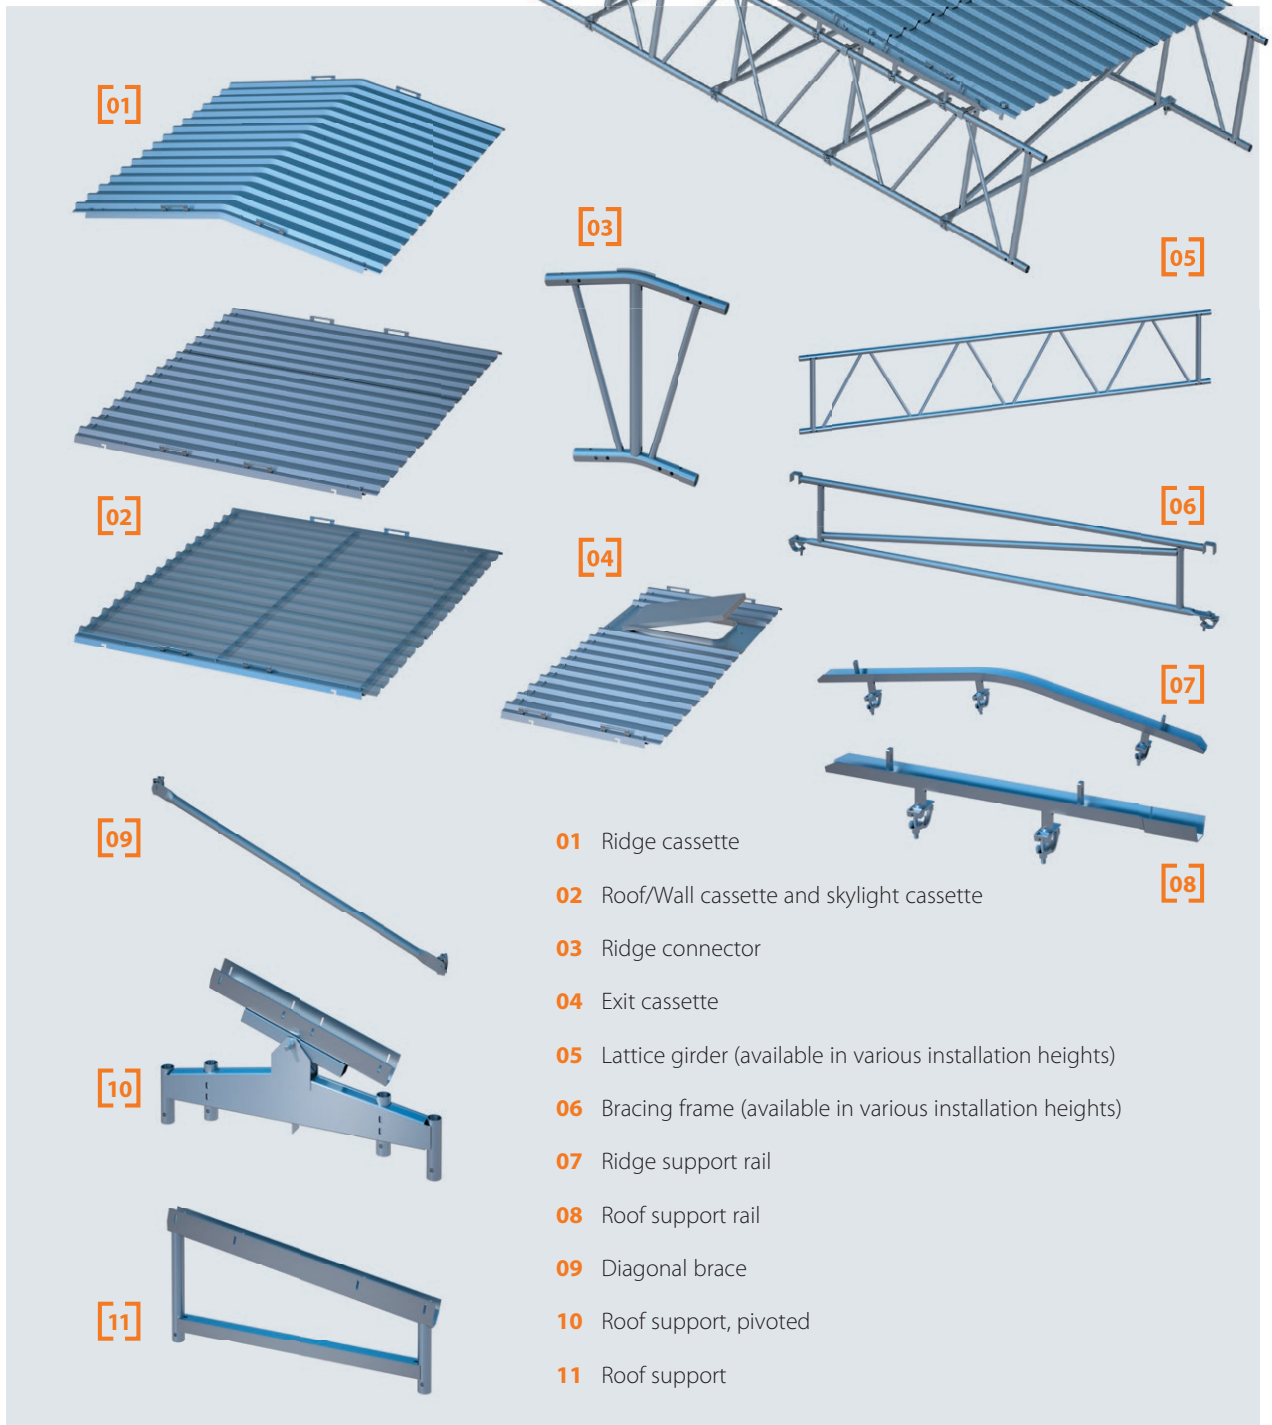 [01]
[03]
[05]
[02]
[06]
[04]
[07]
[09]
[08]
[10]
[11]
01 Ridge cassette
02 Roof/Wall cassette and skylight cassette
03 Ridge connector
04 Exit cassette
05 Lattice girder (available in various installation heights)
06 Bracing frame (available in various installation heights)
07 Ridge support rail
08 Roof support rail
09 Diagonal brace
10 Roof support, pivoted
11 Roof support